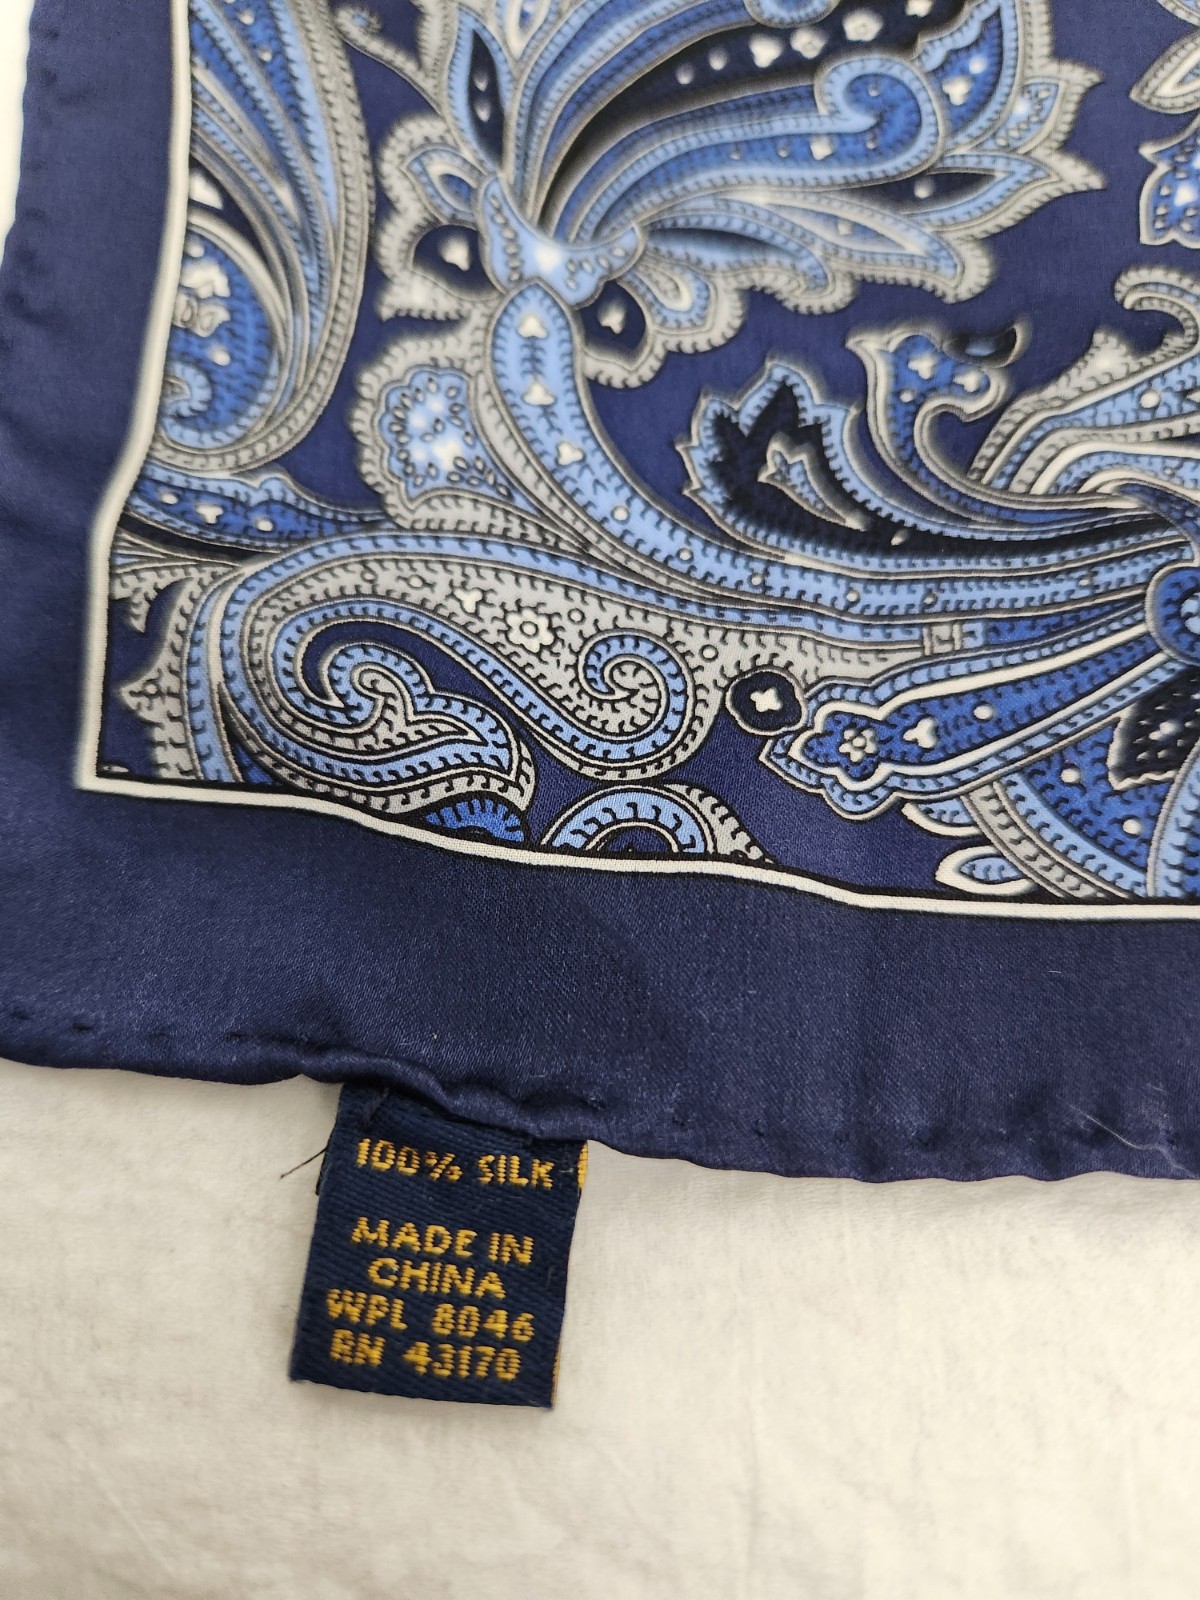 100% SILK
MADE IN
CHINA
WPL 8046
RN 43170